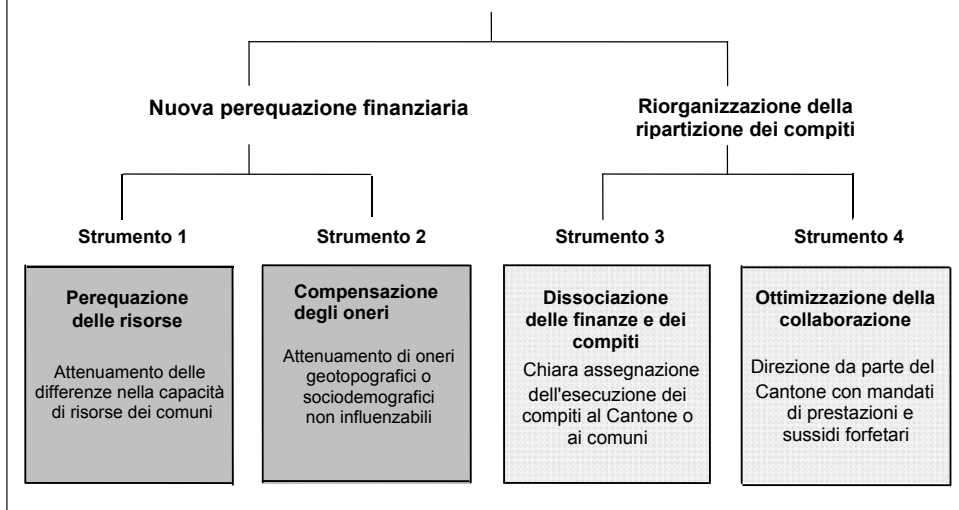 Nuova perequazione finanziaria
Riorganizzazione della
ripartizione dei compiti
Strumento 1
Strumento 2
Strumento 3
Strumento 4
Perequazione
delle risorse
Attenuamento delle
differenze nella capacità
di risorse dei comuni
Compensazione
degli oneri
Attenuamento di oneri
geotopografici o
sociodemografici
non influenzabili
Dissociazione
delle finanze e dei
compiti
Chiara assegnazione
dell'esecuzione dei
compiti al Cantone o
ai comuni
Ottimizzazione della
collaborazione
Direzione da parte del
Cantone con mandati
di prestazioni e
sussidi forfetari